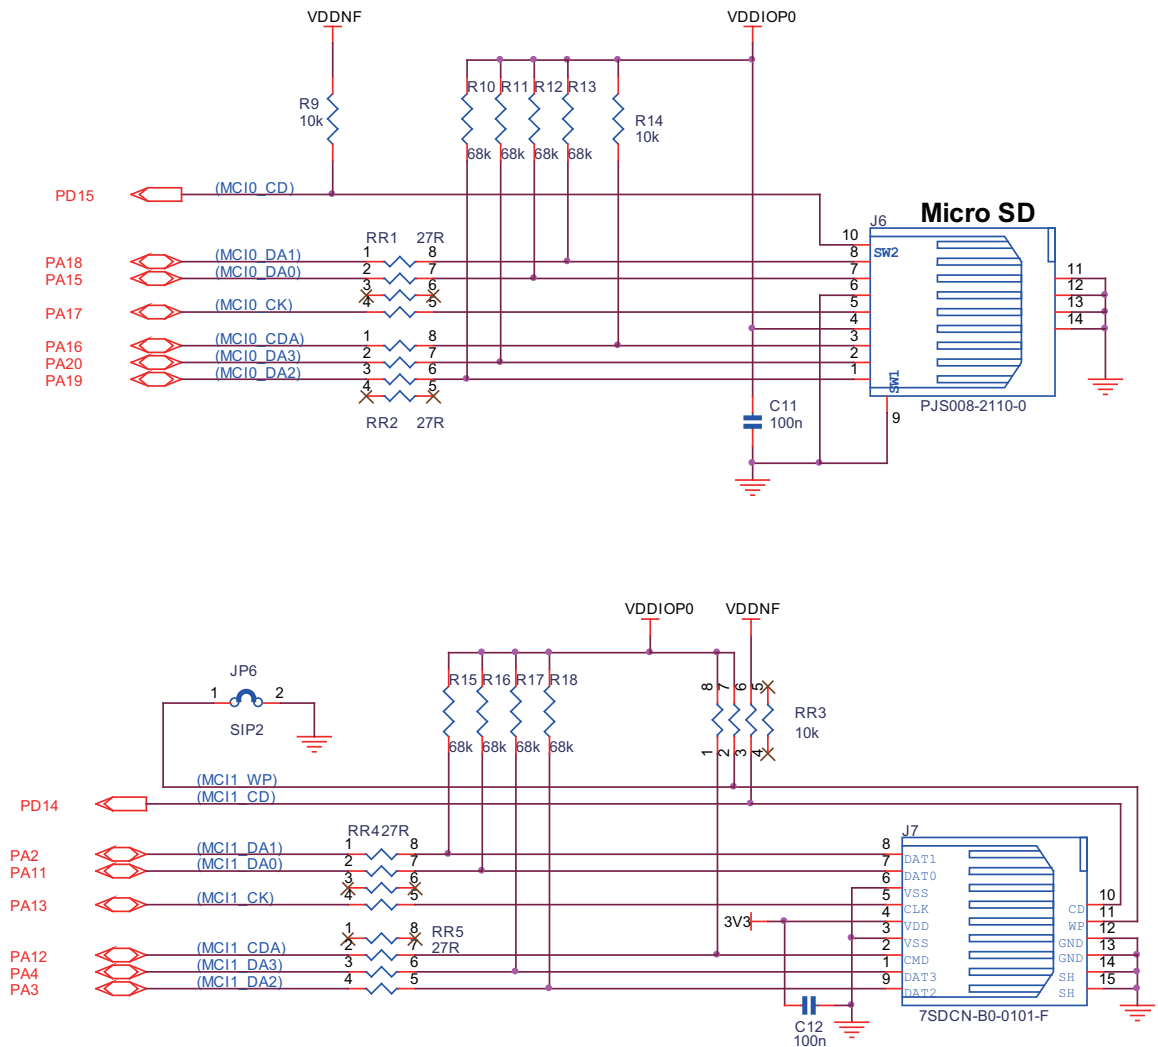 VDDNF
VDDIOP0
R10 R11 R12 R13
R9
10k
R14
10k
68k 68k 68k 68k
PD15 (MCI0_CD)
Micro SD
J6
RR1 27R
PA18 (MCI0_DA1) 1 8
PA15 (MCI0_DA0) 2 7
3 6
PA17 (MCI0_CK) 4 5
PA16 (MCI0_CDA) 1 8
PA20 (MCI0_DA3) 2 7
PA19 (MCI0_DA2) 3 6
4 5
RR2 27R
10
8
7
6
5
4
3
2
1
SW2
SW1
9
11
12
13
14
PJS008-2110-0
C11
100n
VDDIOP0
VDDNF
JP6
1 2
SIP2
R15 R16 R17 R18
68k 68k 68k 68k
8 7 6 5
RR3
10k
1 2 3 4
(MCI1_WP)
PD14 (MCI1_CD)
RR4 27R
PA2 (MCI1_DA1) 1 8
PA11 (MCI1_DA0) 2 7
3 6
PA13 (MCI1_CK) 4 5
1 8 RR5
PA12 (MCI1_CDA) 2 7 27R
PA4 (MCI1_DA3) 3 6
PA3 (MCI1_DA2) 4 5
3V3
C12
100n
J7
8 DAT1
7 DAT0
6 VSS
5 CLK
4 VDD
3 VSS
2 CMD
1 DAT3
9 DAT2
CD 10
WP 11
GND 12
GND 13
SH 14
SH 15
7SDCN-B0-0101-F